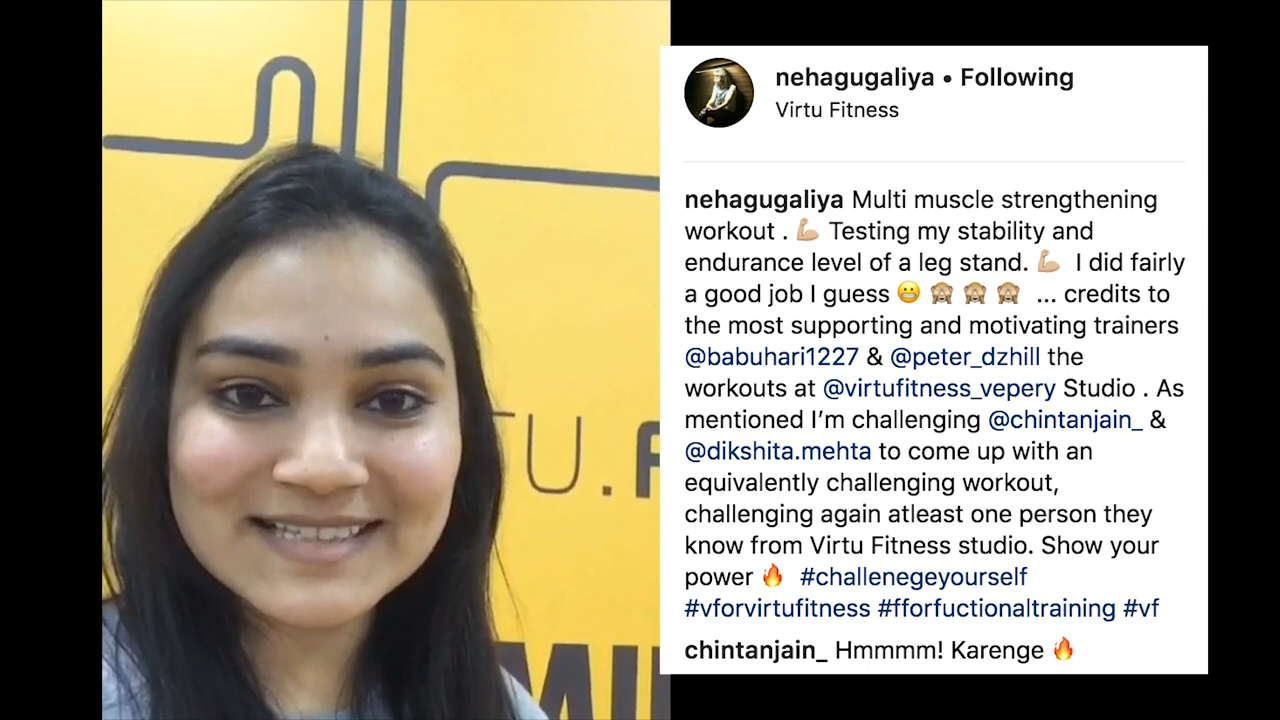 U.F
MI
nehagugaliya • Following
Virtu Fitness
nehagugaliya Multi muscle strengthening
workout . 💪🏼 Testing my stability and
endurance level of a leg stand. 💪🏼 I did fairly
a good job I guess 😬 🙈 🙈 🙈 ... credits to
the most supporting and motivating trainers
@babuhari1227 & @peter_dzhill the
workouts at @virtufitness_vepery Studio . As
mentioned I’m challenging @chintanjain_ &
@dikshita.mehta to come up with an
equivalently challenging workout,
challenging again atleast one person they
know from Virtu Fitness studio. Show your
power 🔥 #challenegeyourself
#vforvirtufitness #fforfuctionaltraining #vf
chintanjain_ Hmmmm! Karenge 🔥